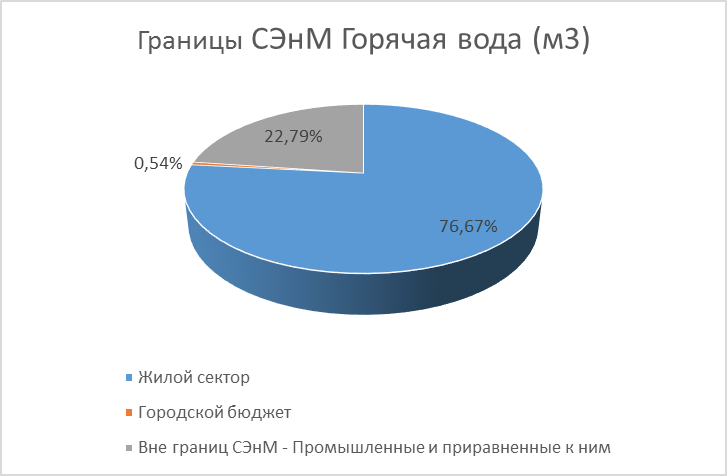 Границы СЭнМ Горячая вода (м3)
22,79%
0,54%
76,67%
Жилой сектор
Городской бюджет
Вне границ СЭнМ - Промышленные и приравненные к ним